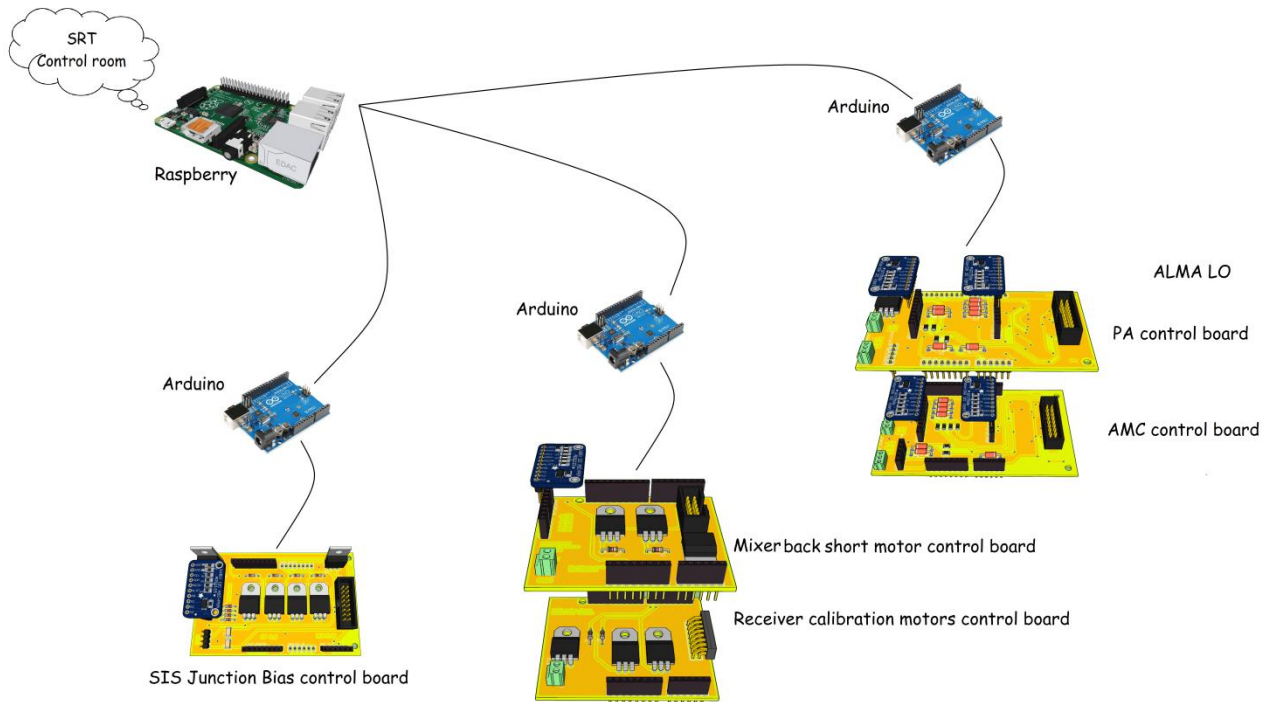 SRT
Control room
Arduino
EDAC
Raspberry
ALMA LO
Arduino
PA control board
Arduino
AMC control board
Mixer back short motor control board
Receiver calibration motors control board
SIS Junction Bias control board